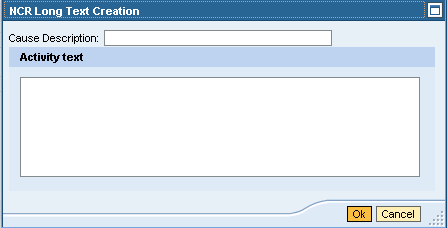 NCR Long Text Creation
Cause Description:
Activity text
Ok Cancel